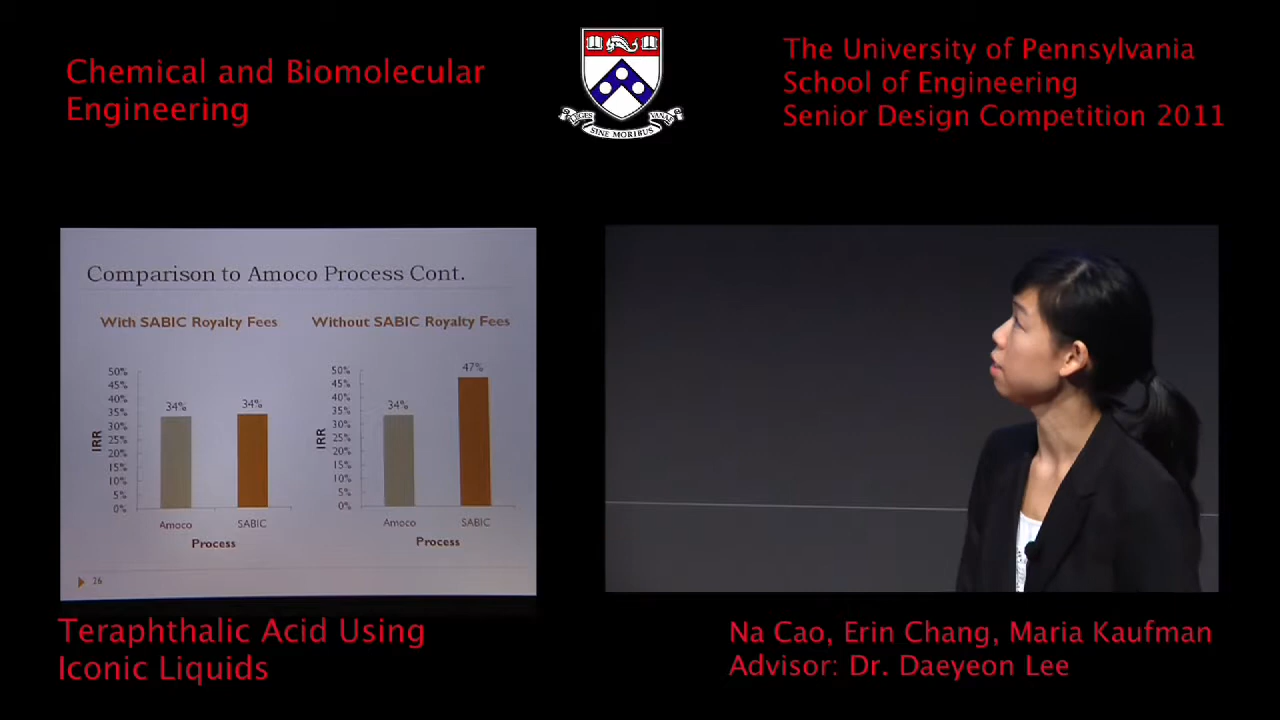 Chemical and Biomolecular
Engineering
SINE MORIBUS
The University of Pennsylvania
School of Engineering
Senior Design Competition 2011
Comparison to Amoco Process Cont.
With SABIC Royalty Fees
50%
45%
40%
35%
30%
25%
20%
15%
10%
5%
0%
IRR
34%
34%
Amoco
SABIC
Process
Without SABIC Royalty Fees
50%
45%
40%
35%
30%
25%
20%
15%
10%
5%
0%
IRR
34%
47%
Amoco
SABIC
Process
26
Teraphthalic Acid Using
Iconic Liquids
Na Cao, Erin Chang, Maria Kaufman
Advisor: Dr. Daeyeon Lee